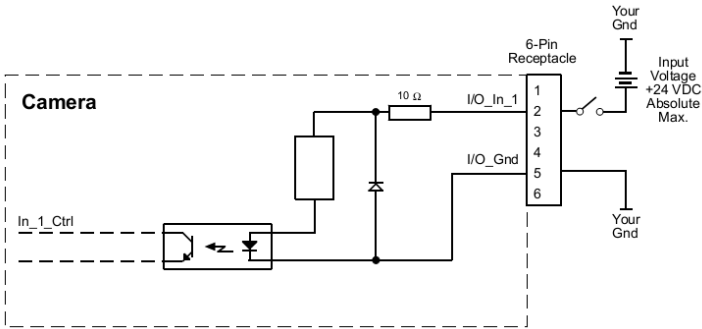 Your
Gnd
6-Pin
Receptacle
Input
Voltage
+24 VDC
Absolute
Max.
Camera
10 Ω
I/O_In_1
1
2
3
4
5
6
I/O_Gnd
In_1_Ctrl
Your
Gnd